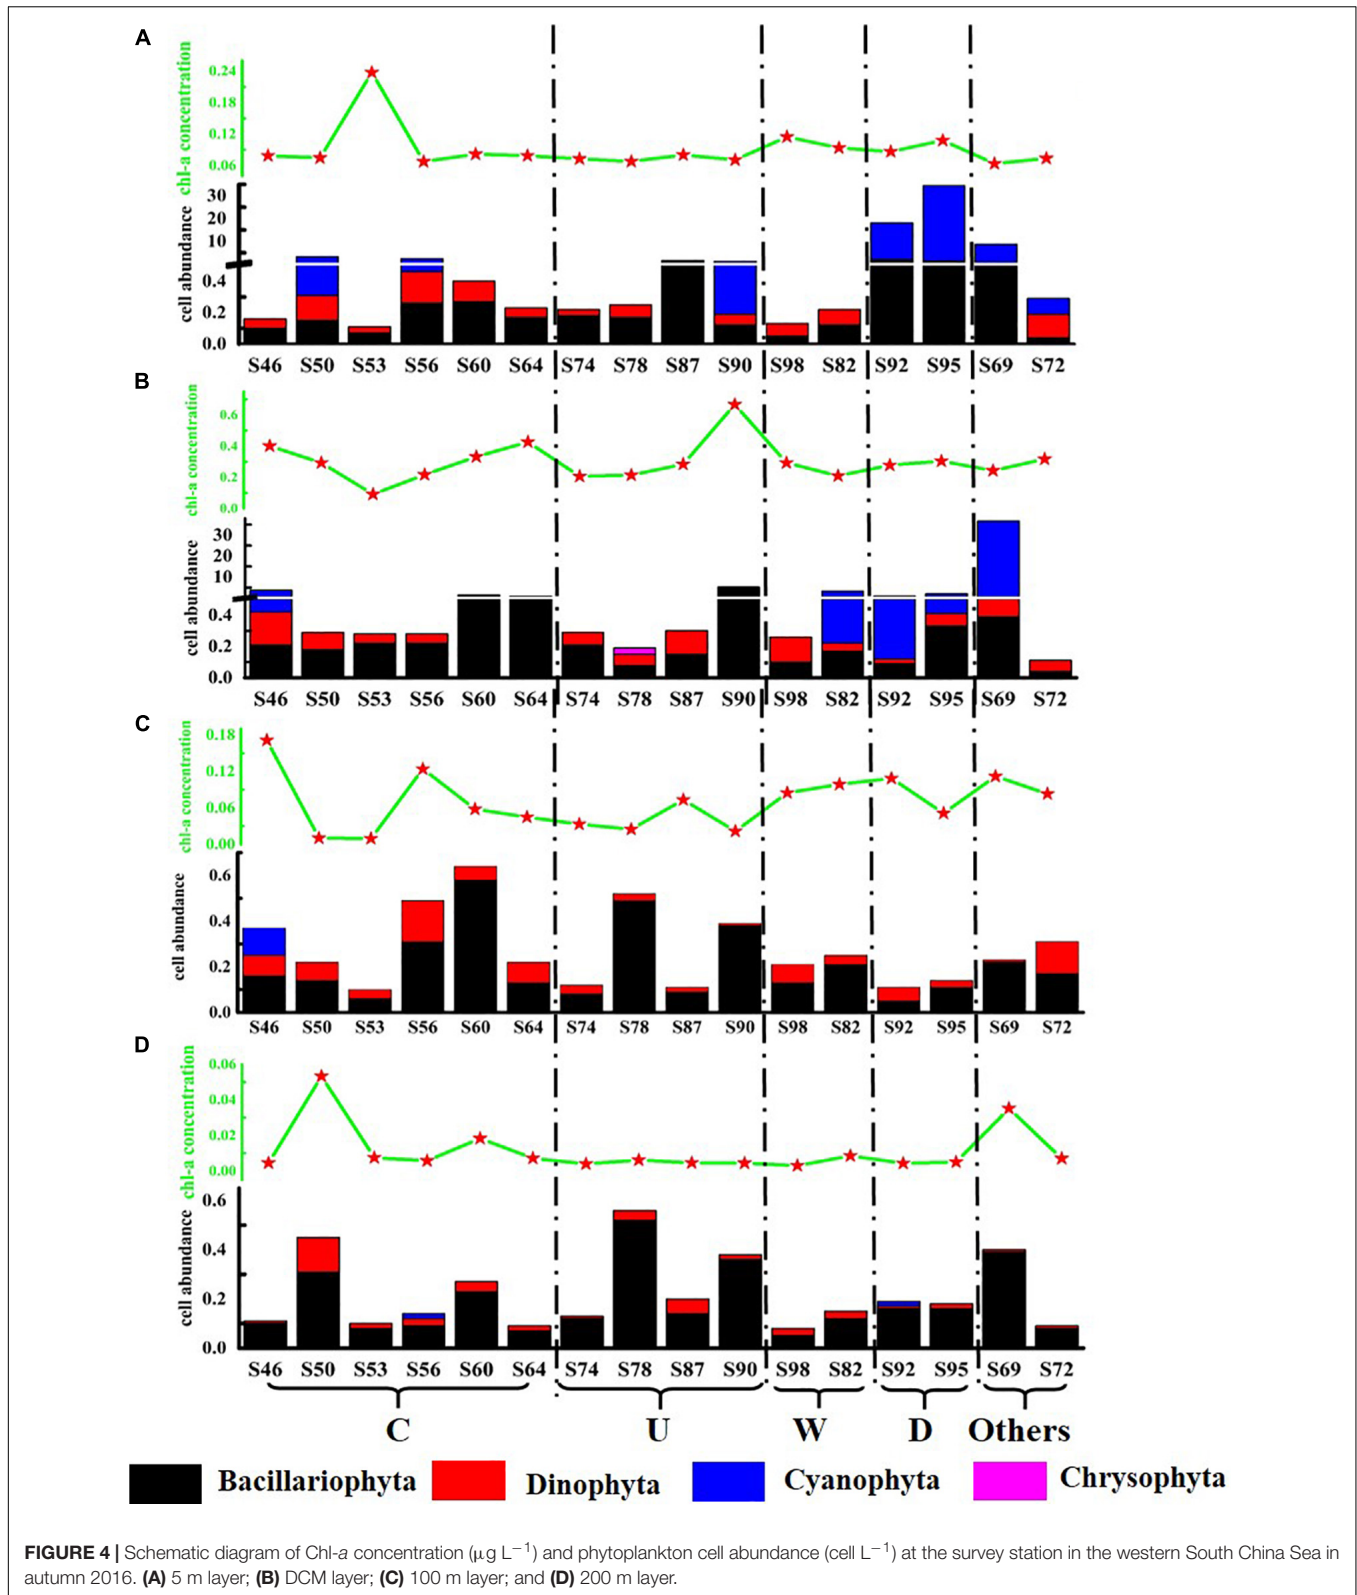 A
chl-a concentration
0.24
0.18
0.12
0.06
cell abundance
30
20
10
0.4
0.2
0.0
S46 S50 S53 S56 S60 S64 S74 S78 S87 S90 S98 S82 S92 S95 S69 S72
B
chl-a concentration
0.6
0.4
0.2
0.0
cell abundance
30
20
10
0.4
0.2
0.0
S46 S50 S53 S56 S60 S64 S74 S78 S87 S90 S98 S82 S92 S95 S69 S72
C
chl-a concentration
0.18
0.12
0.06
0.00
cell abundance
0.6
0.4
0.2
0.0
S46 S50 S53 S56 S60 S64 S74 S78 S87 S90 S98 S82 S92 S95 S69 S72
D
chl-a concentration
0.06
0.04
0.02
0.00
cell abundance
0.6
0.4
0.2
0.0
S46 S50 S53 S56 S60 S64 S74 S78 S87 S90 S98 S82 S92 S95 S69 S72
C U W D Others
Bacillariophyta Dinophyta Cyanophyta Chrysophyta
FIGURE 4 | Schematic diagram of Chl-a concentration (μg L⁻¹) and phytoplankton cell abundance (cell L⁻¹) at the survey station in the western South China Sea in
autumn 2016. (A) 5 m layer; (B) DCM layer; (C) 100 m layer; and (D) 200 m layer.